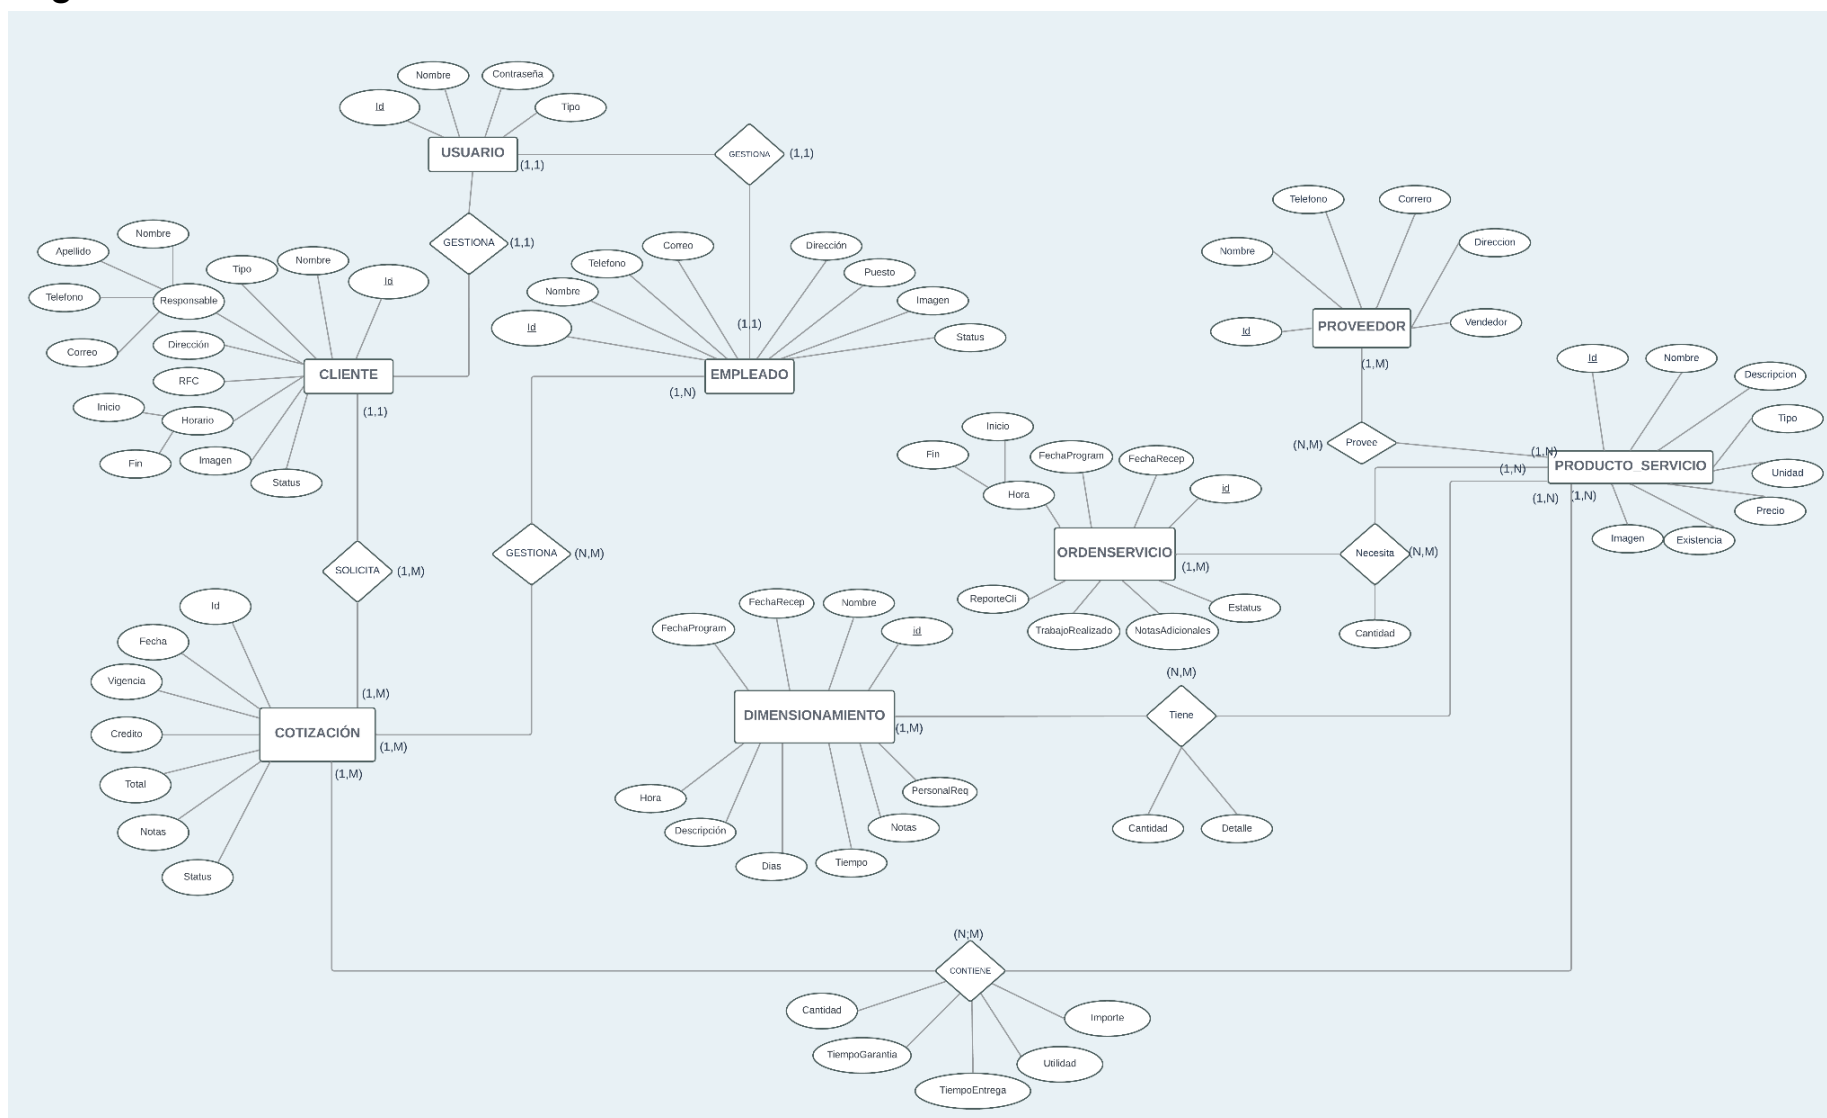 Nombre
Contraseña
Id
Tipo
USUARIO
(1,1)
GESTIONA
(1,1)
GESTIONA
(1,1)
Nombre
Apellido
Telefono
Responsable
Correo
Tipo
Nombre
Id
Dirección
RFC
Inicio
Horario
Fin
Imagen
Status
CLIENTE
(1,1)
Correo
Telefono
Nombre
Id
Dirección
Puesto
Imagen
Status
(1,1)
EMPLEADO
(1,N)
Telefono
Correro
Nombre
Direccion
Id
Vendedor
PROVEEDOR
(1,M)
(N,M)
Provee
(1,N)
(1,N)
(1,N)
(1,N)
Id
Nombre
Descripcion
Tipo
PRODUCTO_SERVICIO
Unidad
Precio
Imagen
Existencia
Inicio
Fin
Hora
FechaProgram
FechaRecep
id
ORDENSERVICIO
(1,M)
Necesita
(N,M)
Cantidad
ReporteCli
TrabajoRealizado
NotasAdicionales
Estatus
SOLICITA
(1,M)
GESTIONA
(N,M)
Id
Fecha
Vigencia
Credito
Total
Notas
Status
COTIZACIÓN
(1,M)
(1,M)
(1,M)
FechaProgram
FechaRecep
Nombre
id
DIMENSIONAMIENTO
(1,M)
Hora
Descripción
Dias
Tiempo
Notas
PersonalReq
(N,M)
Tiene
Cantidad
Detalle
(N;M)
CONTIENE
Cantidad
TiempoGarantia
TiempoEntrega
Utilidad
Importe